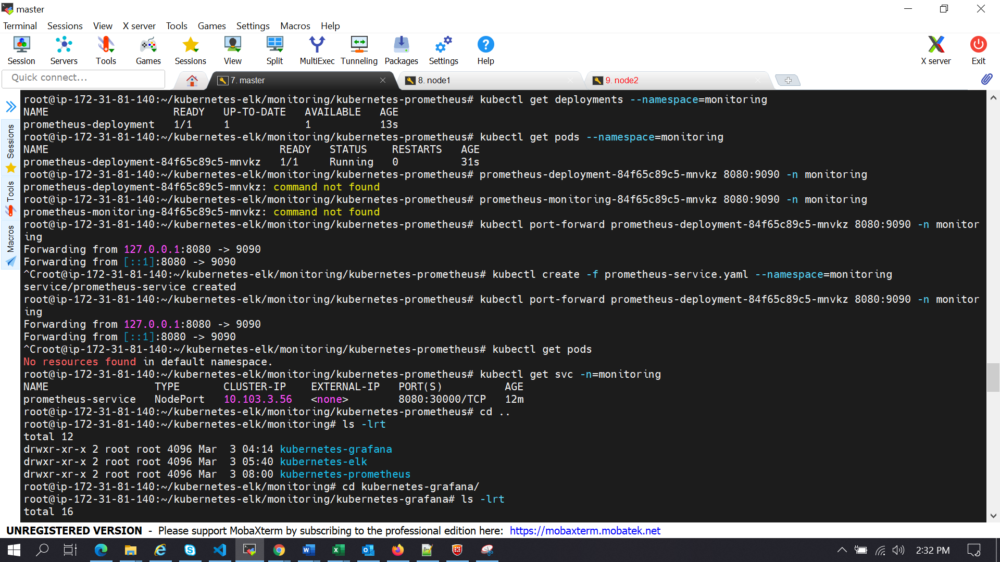 master
Terminal Sessions View X server Tools Games Settings Macros Help
Session Servers Tools Games Sessions View Split MultiExec Tunneling Packages Settings Help X server Exit
Quick connect... 7. master 8. node1 9. node2
Sessions
Tools
Macros
root@ip-172-31-81-140:~/kubernetes-elk/monitoring/kubernetes-prometheus# kubectl get deployments --namespace=monitoring
NAME READY UP-TO-DATE AVAILABLE AGE
prometheus-deployment 1/1 1 1 13s
root@ip-172-31-81-140:~/kubernetes-elk/monitoring/kubernetes-prometheus# kubectl get pods --namespace=monitoring
NAME READY STATUS RESTARTS AGE
prometheus-deployment-84f65c89c5-mnvkz 1/1 Running 0 31s
root@ip-172-31-81-140:~/kubernetes-elk/monitoring/kubernetes-prometheus# prometheus-deployment-84f65c89c5-mnvkz 8080:9090 -n monitoring
prometheus-deployment-84f65c89c5-mnvkz: command not found
root@ip-172-31-81-140:~/kubernetes-elk/monitoring/kubernetes-prometheus# prometheus-monitoring-84f65c89c5-mnvkz 8080:9090 -n monitoring
prometheus-monitoring-84f65c89c5-mnvkz: command not found
root@ip-172-31-81-140:~/kubernetes-elk/monitoring/kubernetes-prometheus# kubectl port-forward prometheus-deployment-84f65c89c5-mnvkz 8080:9090 -n monitor
ing
Forwarding from 127.0.0.1:8080 -> 9090
Forwarding from [::1]:8080 -> 9090
^Croot@ip-172-31-81-140:~/kubernetes-elk/monitoring/kubernetes-prometheus# kubectl create -f prometheus-service.yaml --namespace=monitoring
service/prometheus-service created
root@ip-172-31-81-140:~/kubernetes-elk/monitoring/kubernetes-prometheus# kubectl port-forward prometheus-deployment-84f65c89c5-mnvkz 8080:9090 -n monitor
ing
Forwarding from 127.0.0.1:8080 -> 9090
Forwarding from [::1]:8080 -> 9090
^Croot@ip-172-31-81-140:~/kubernetes-elk/monitoring/kubernetes-prometheus# kubectl get pods
No resources found in default namespace.
root@ip-172-31-81-140:~/kubernetes-elk/monitoring/kubernetes-prometheus# kubectl get svc -n=monitoring
NAME TYPE CLUSTER-IP EXTERNAL-IP PORT(S) AGE
prometheus-service NodePort 10.103.3.56 <none> 8080:30000/TCP 12m
root@ip-172-31-81-140:~/kubernetes-elk/monitoring/kubernetes-prometheus# cd ..
root@ip-172-31-81-140:~/kubernetes-elk/monitoring# ls -lrt
total 12
drwxr-xr-x 2 root root 4096 Mar 3 04:14 kubernetes-grafana
drwxr-xr-x 2 root root 4096 Mar 3 05:40 kubernetes-elk
drwxr-xr-x 2 root root 4096 Mar 3 08:00 kubernetes-prometheus
root@ip-172-31-81-140:~/kubernetes-elk/monitoring# cd kubernetes-grafana/
root@ip-172-31-81-140:~/kubernetes-elk/monitoring/kubernetes-grafana# ls -lrt
total 16
UNREGISTERED VERSION - Please support MobaXterm by subscribing to the professional edition here: https://mobaxterm.mobatek.net
2:32 PM